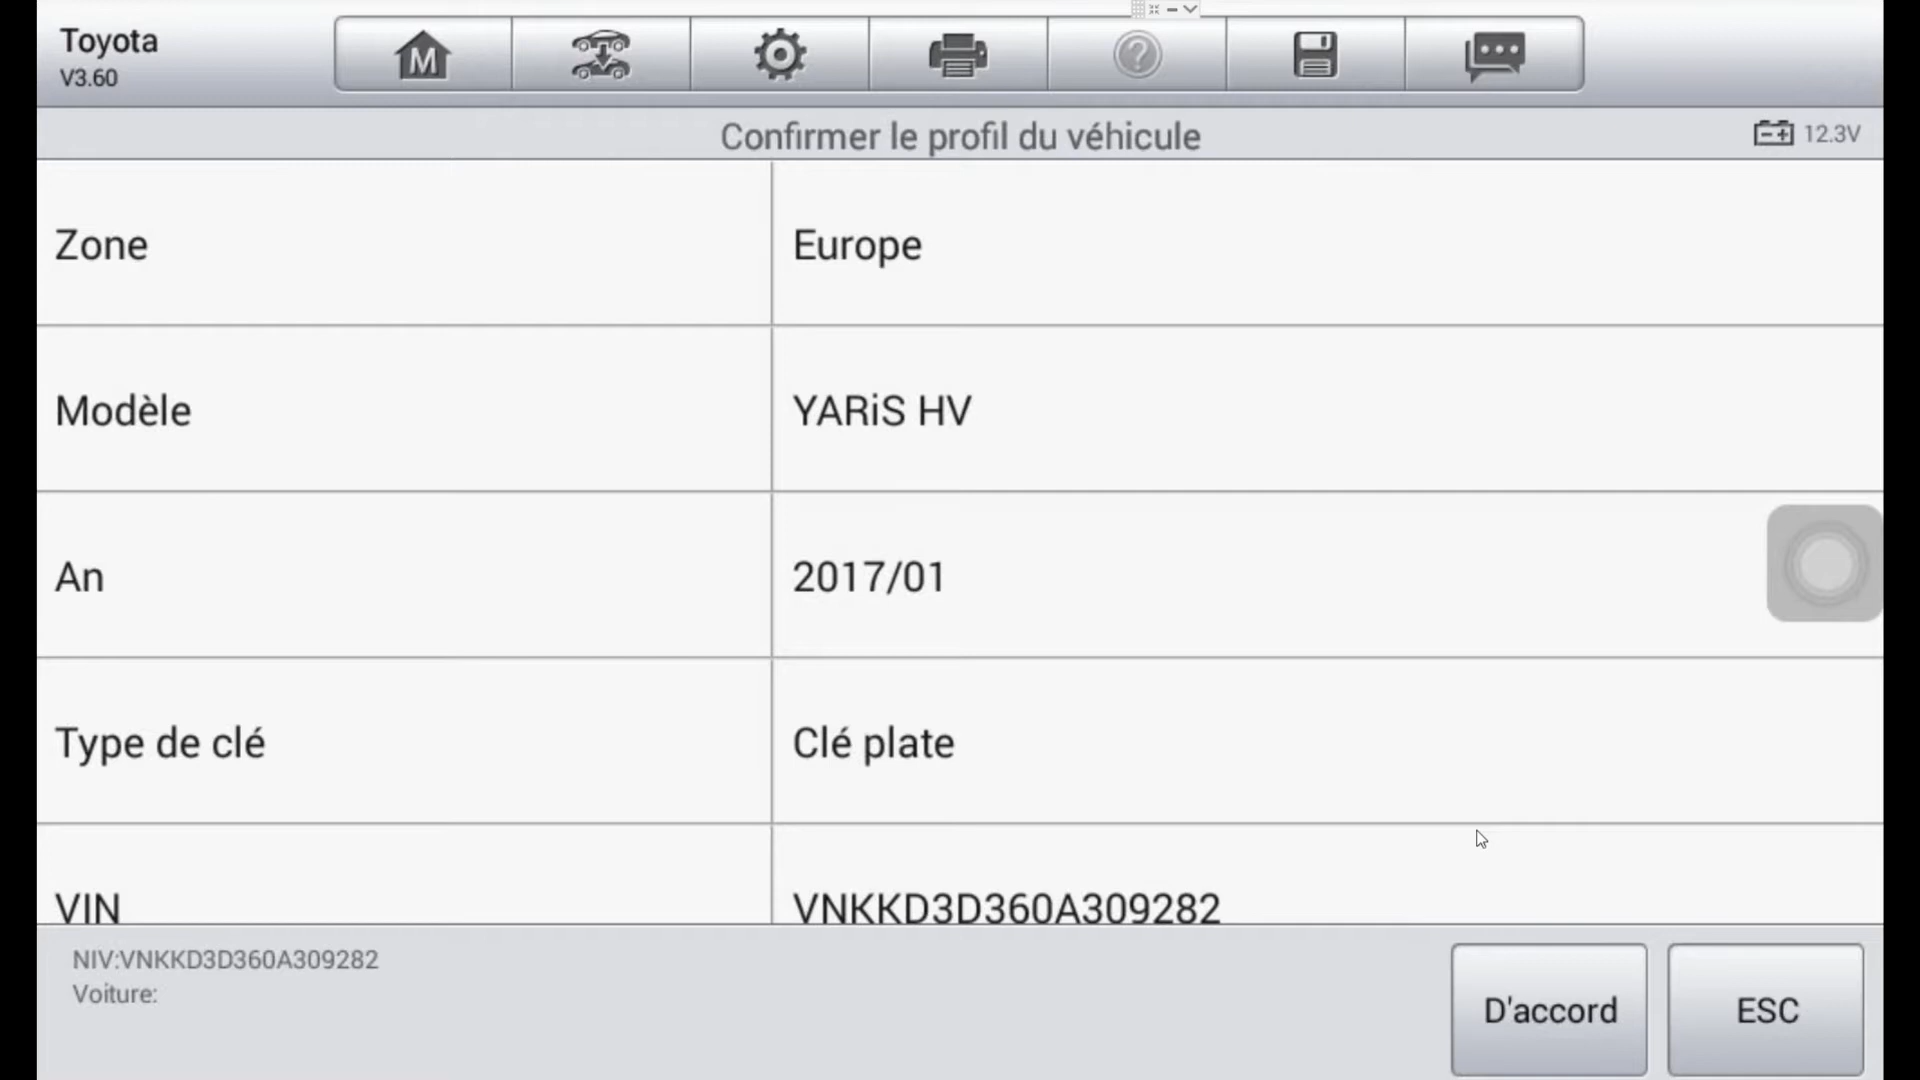 Toyota
V3.60
M
Confirmer le profil du véhicule
12.3V
Zone
Europe
Modèle
YARiS HV
An
2017/01
Type de clé
Clé plate
VIN
VNKKD3D360A309282
NIV:VNKKD3D360A309282
Voiture:
D'accord
ESC